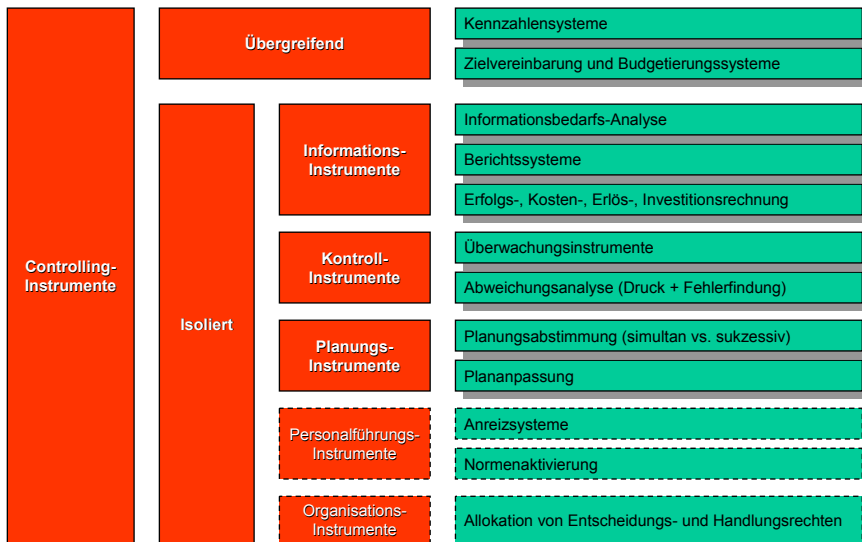 Controlling-
Instrumente
Übergreifend
Kennzahlensysteme
Zielvereinbarung und Budgetierungssysteme
Isoliert
Informations-
Instrumente
Informationsbedarfs-Analyse
Berichtssysteme
Erfolgs-, Kosten-, Erlös-, Investitionsrechnung
Kontroll-
Instrumente
Überwachungsinstrumente
Abweichungsanalyse (Druck + Fehlerfindung)
Planungs-
Instrumente
Planungsabstimmung (simultan vs. sukzessiv)
Plananpassung
Personalführungs-
Instrumente
Anreizsysteme
Normenaktivierung
Organisations-
Instrumente
Allokation von Entscheidungs- und Handlungsrechten